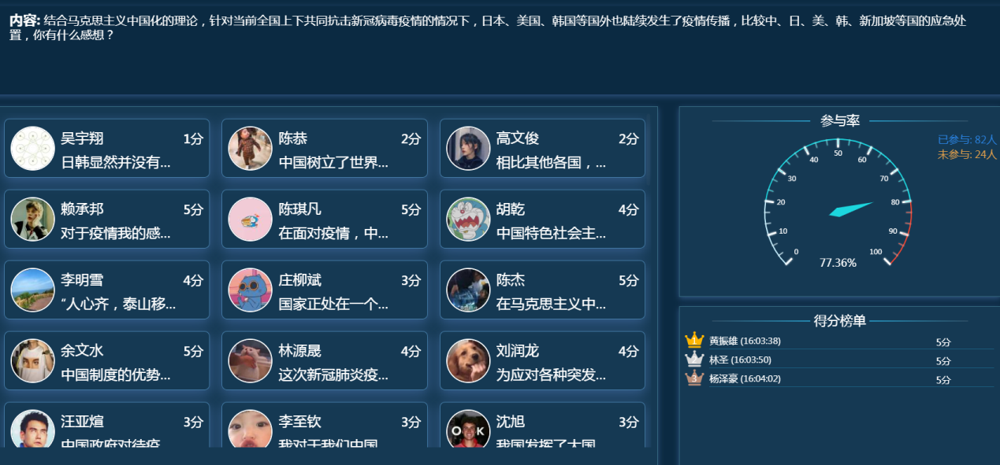 内容: 结合马克思主义中国化的理论，针对当前全国上下共同抗击新冠病毒疫情的情况下，日本、美国、韩国等国外也陆续发生了疫情传播，比较中、日、美、韩、新加坡等国的应急处
置，你有什么感想？
吴宇翔 1分
日韩显然并没有...
陈恭 2分
中国树立了世界...
高文俊 2分
相比其他各国，...
赖承邦 5分
对于疫情我的感...
陈琪凡 5分
在面对疫情，中...
胡乾 4分
中国特色社会主...
李明雪 4分
“人心齐，泰山移...
庄柳斌 3分
国家正处在一个...
陈杰 5分
在马克思主义中...
余文水 5分
中国制度的优势...
林源晟 4分
这次新冠肺炎疫...
刘润龙 4分
为应对各种突发...
汪亚煊 3分
中国政府对待疫
李至钦 3分
我对于我们中国
沈旭 3分
我国发挥了大国
OK
参与率
已参与: 82人
未参与: 24人
0
10
20
30
40
50
60
70
80
90
100
77.36%
得分榜单
1 黄振雄 (16:03:38) 5分
2 林圣 (16:03:50) 5分
3 杨泽豪 (16:04:02) 5分